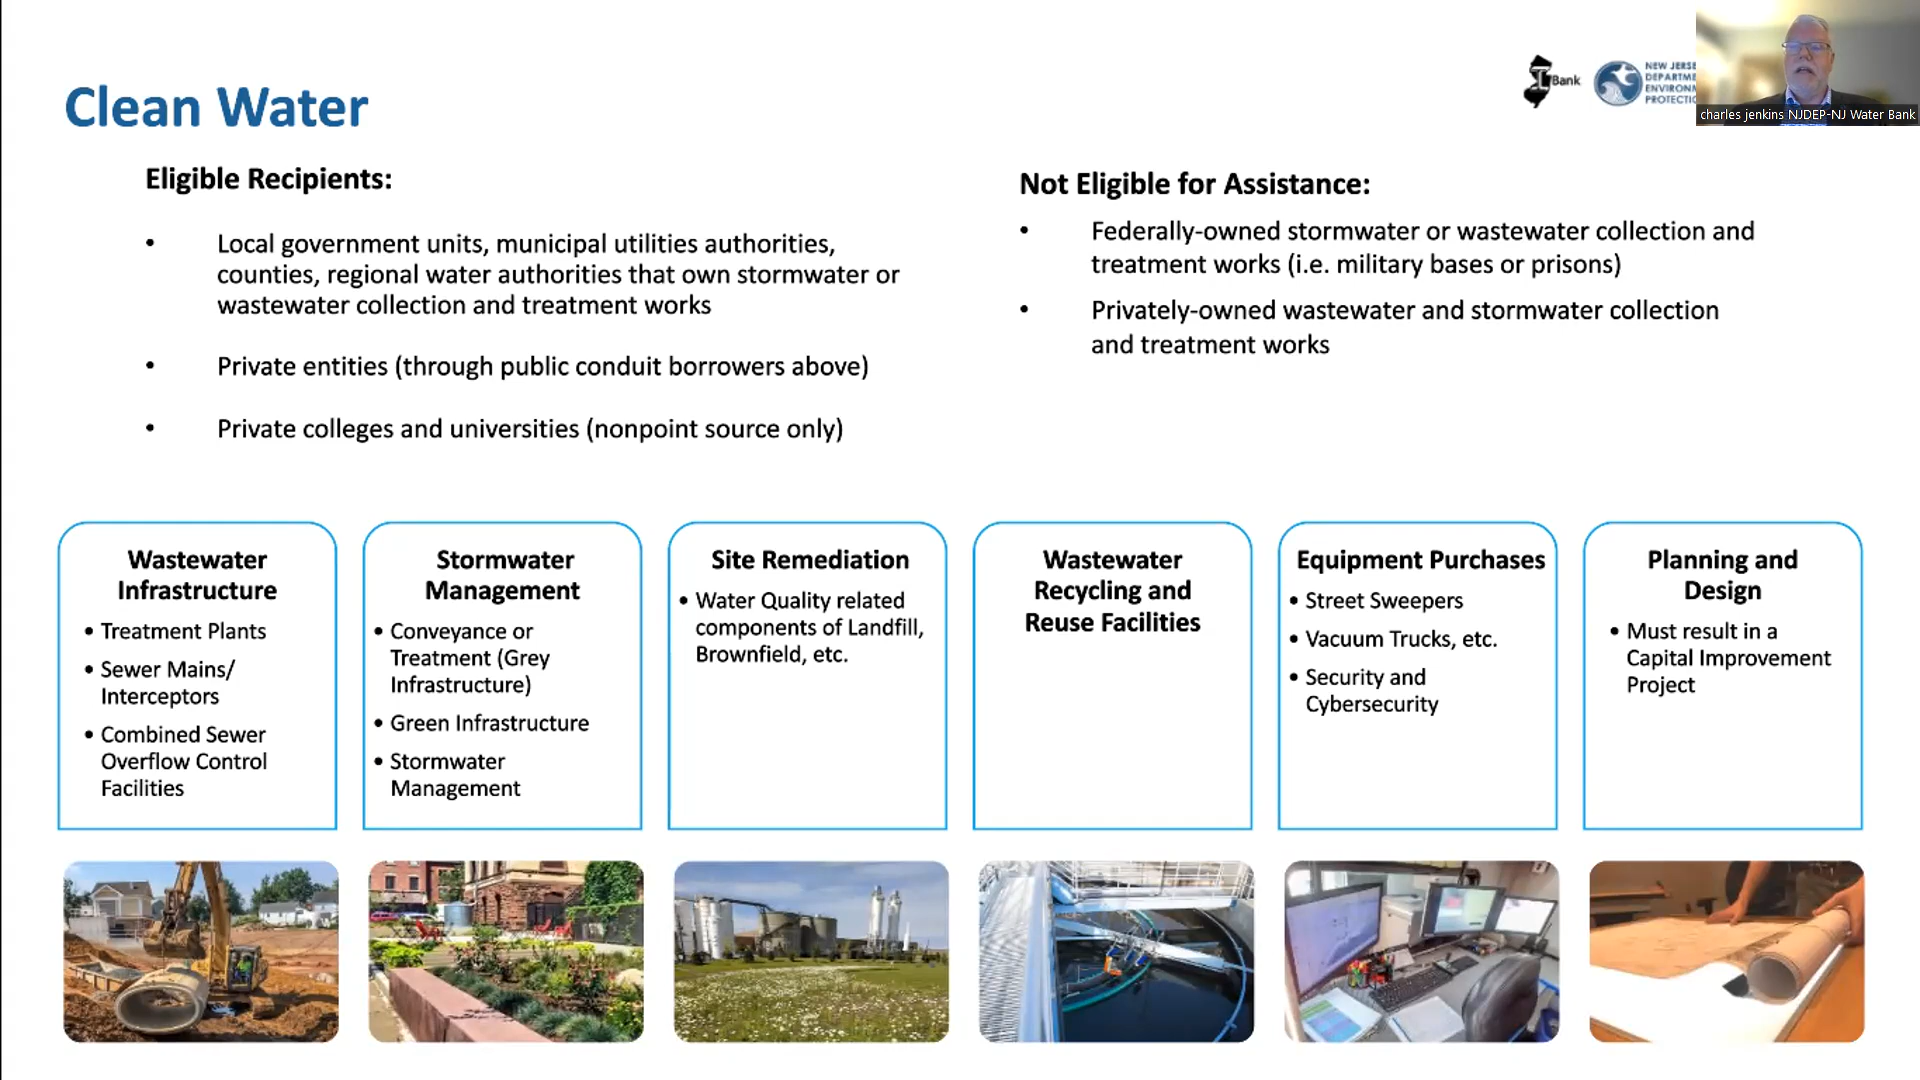 Clean Water
Bank
NEW JERSE
DEPARTME
ENVIRONM
PROTECTIO
charles jenkins NJDEP-NJ Water Bank
Eligible Recipients:
• Local government units, municipal utilities authorities,
counties, regional water authorities that own stormwater or
wastewater collection and treatment works
• Private entities (through public conduit borrowers above)
• Private colleges and universities (nonpoint source only)
Not Eligible for Assistance:
• Federally-owned stormwater or wastewater collection and
treatment works (i.e. military bases or prisons)
• Privately-owned wastewater and stormwater collection
and treatment works
Wastewater
Infrastructure
• Treatment Plants
• Sewer Mains/
Interceptors
• Combined Sewer
Overflow Control
Facilities
Stormwater
Management
• Conveyance or
Treatment (Grey
Infrastructure)
• Green Infrastructure
• Stormwater
Management
Site Remediation
• Water Quality related
components of Landfill,
Brownfield, etc.
Wastewater
Recycling and
Reuse Facilities
Equipment Purchases
• Street Sweepers
• Vacuum Trucks, etc.
• Security and
Cybersecurity
Planning and
Design
• Must result in a
Capital Improvement
Project